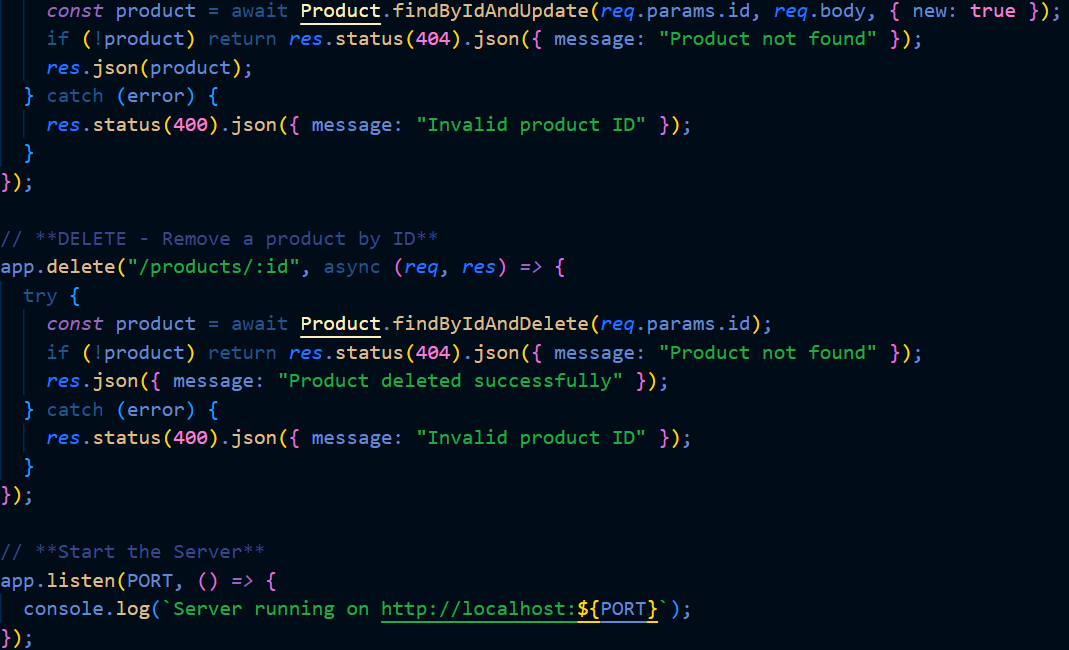 const product = await Product.findByIdAndUpdate(req.params.id, req.body, { new: true });
if (!product) return res.status(404).json({ message: "Product not found" });
res.json(product);
} catch (error) {
res.status(400).json({ message: "Invalid product ID" });
}
});
// **DELETE - Remove a product by ID**
app.delete("/products/:id", async (req, res) => {
try {
const product = await Product.findByIdAndDelete(req.params.id);
if (!product) return res.status(404).json({ message: "Product not found" });
res.json({ message: "Product deleted successfully" });
} catch (error) {
res.status(400).json({ message: "Invalid product ID" });
}
});
// **Start the Server**
app.listen(PORT, () => {
console.log(`Server running on http://localhost:${PORT}`);
});